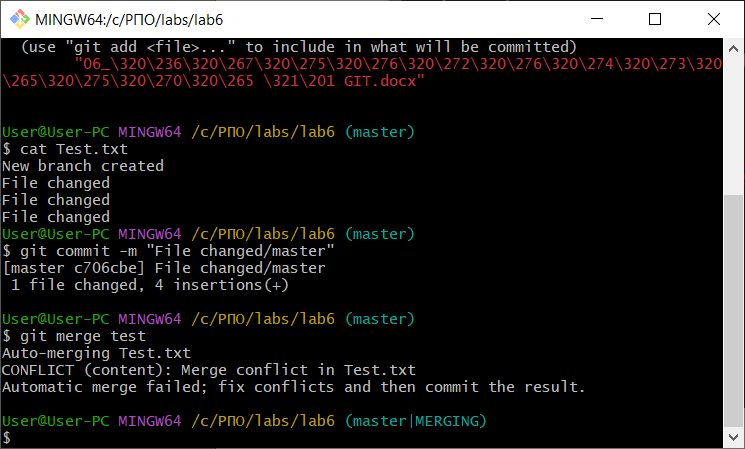 MINGW64:/c/РПО/labs/lab6
(use "git add <file>..." to include in what will be committed)
"06_\320\236\320\267\320\275\320\276\320\272\320\276\320\274\320\273\320
\265\320\275\320\270\320\265 \321\201 GIT.docx"
User@User-PC MINGW64 /c/РПО/labs/lab6 (master)
$ cat Test.txt
New branch created
File changed
File changed
File changed
User@User-PC MINGW64 /c/РПО/labs/lab6 (master)
$ git commit -m "File changed/master"
[master c706cbe] File changed/master
1 file changed, 4 insertions(+)
User@User-PC MINGW64 /c/РПО/labs/lab6 (master)
$ git merge test
Auto-merging Test.txt
CONFLICT (content): Merge conflict in Test.txt
Automatic merge failed; fix conflicts and then commit the result.
User@User-PC MINGW64 /c/РПО/labs/lab6 (master|MERGING)
$